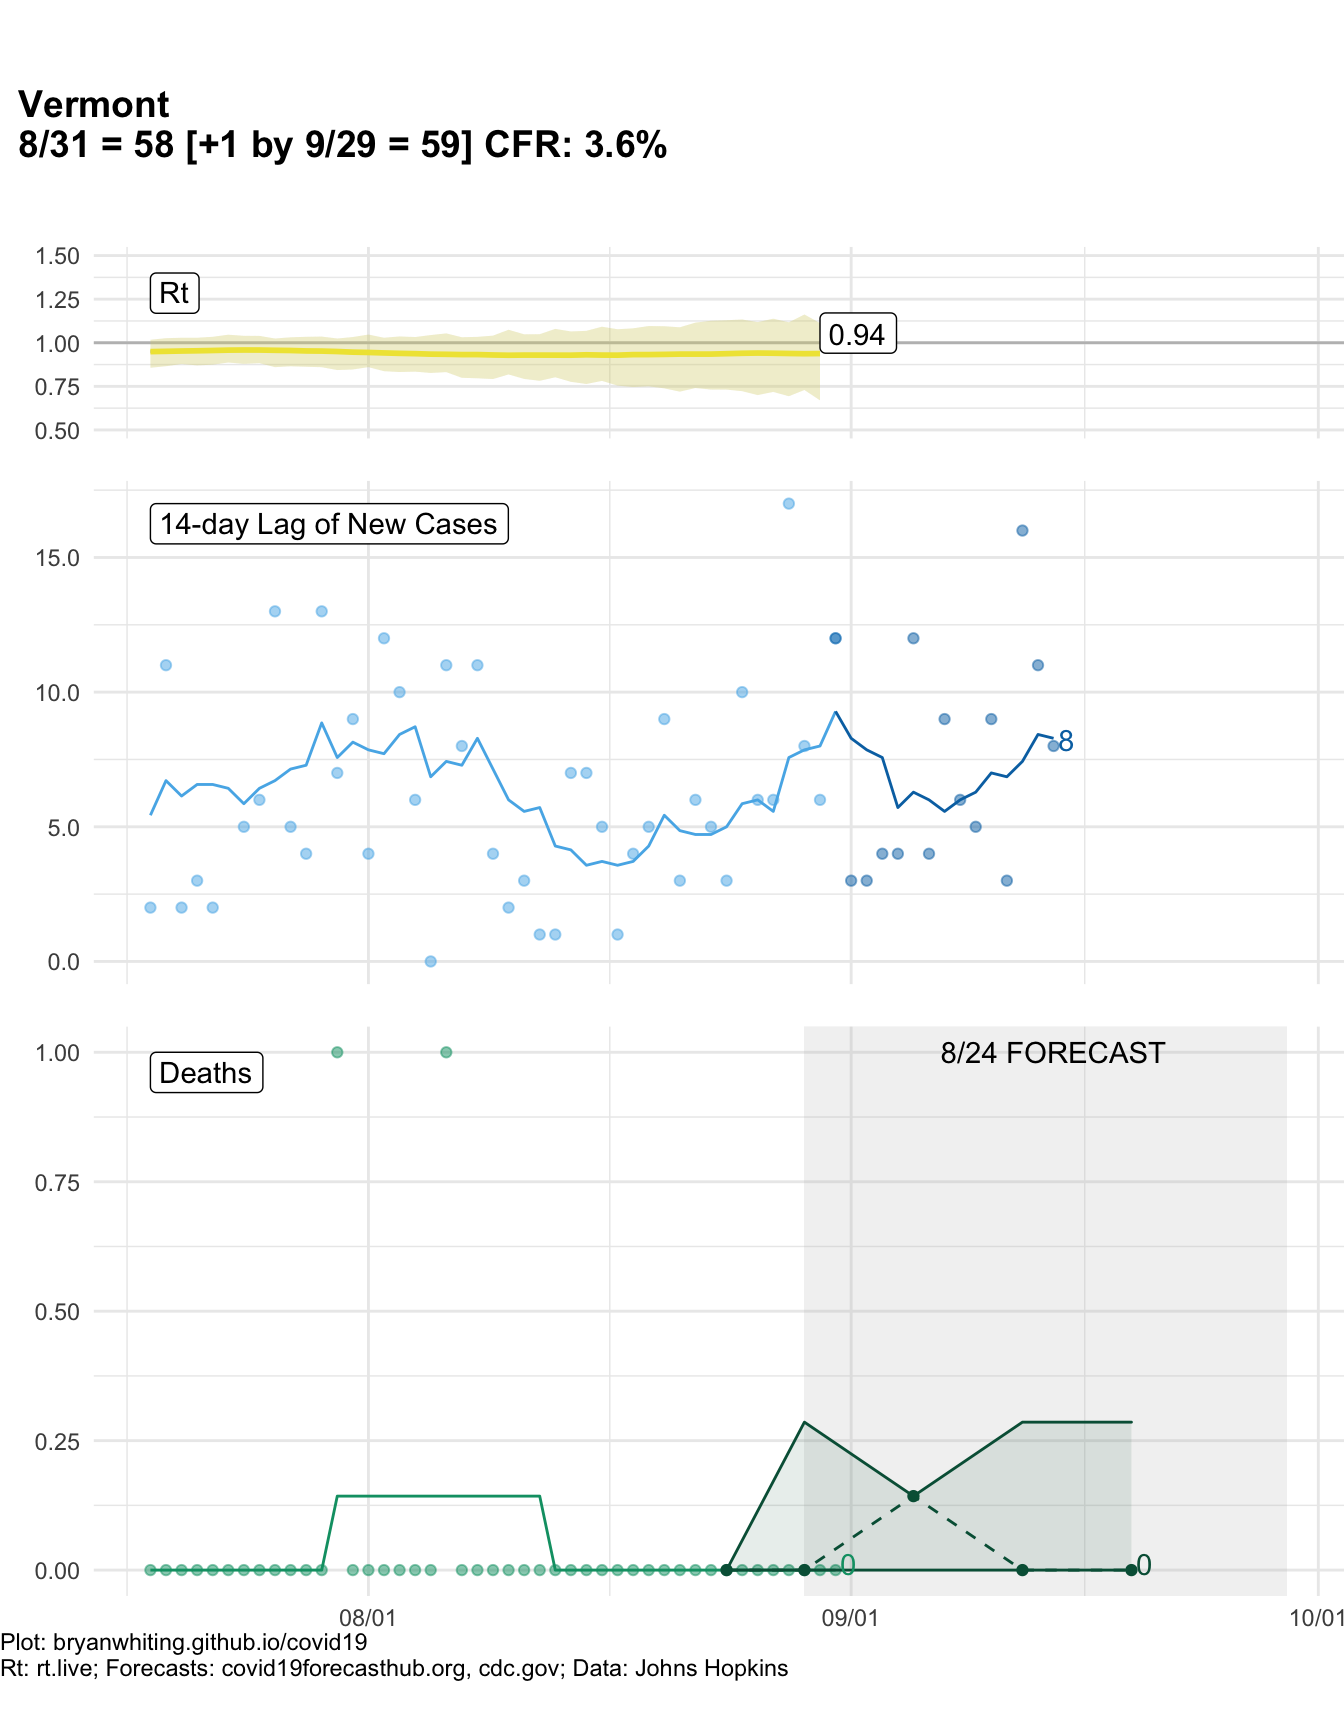 Vermont
8/31 = 58 [+1 by 9/29 = 59] CFR: 3.6%
1.50
1.25
1.00
0.75
0.50
Rt
0.94
14-day Lag of New Cases
15.0
10.0
5.0
0.0
8
1.00
0.75
0.50
0.25
0.00
Deaths
8/24 FORECAST
0
0
08/01
09/01
10/01
Plot: bryanwhiting.github.io/covid19
Rt: rt.live; Forecasts: covid19forecasthub.org, cdc.gov; Data: Johns Hopkins